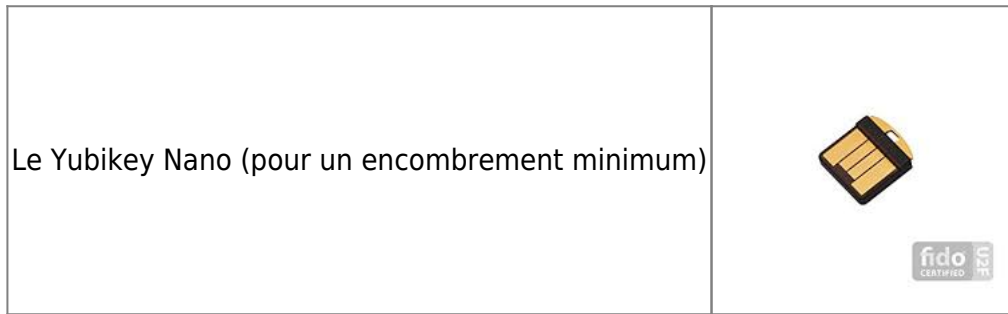 Le Yubikey Nano (pour un encombrement minimum)
fido
CERTIFIED
U2F